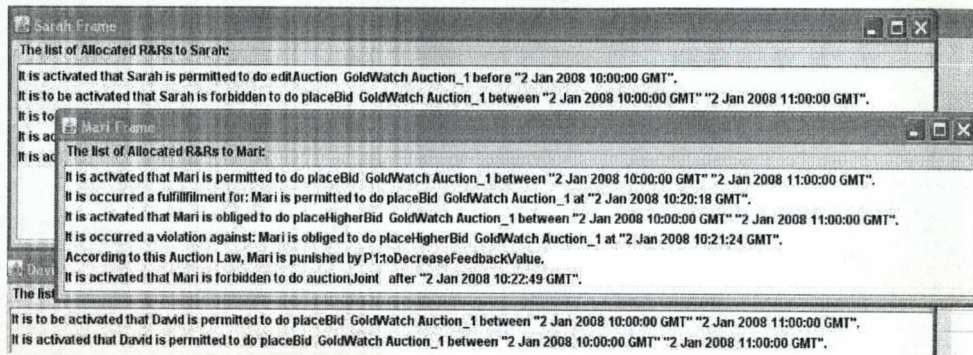 Sarah Frame
The list of Allocated R&Rs to Sarah:
It is activated that Sarah is permitted to do editAuction GoldWatch Auction_1 before "2 Jan 2008 10:00:00 GMT".
It is to be activated that Sarah is forbidden to do placeBid GoldWatch Auction_1 between "2 Jan 2008 10:00:00 GMT" "2 Jan 2008 11:00:00 GMT".
It is to
It is ac
It is ac
Mari Frame
The list of Allocated R&Rs to Mari:
It is activated that Mari is permitted to do placeBid GoldWatch Auction_1 between "2 Jan 2008 10:00:00 GMT" "2 Jan 2008 11:00:00 GMT".
It is occurred a fulfillfilment for: Mari is permitted to do placeBid GoldWatch Auction_1 at "2 Jan 2008 10:20:18 GMT".
It is activated that Mari is obliged to do placeHigherBid GoldWatch Auction_1 between "2 Jan 2008 10:00:00 GMT" "2 Jan 2008 11:00:00 GMT".
It is occurred a violation against: Mari is obliged to do placeHigherBid GoldWatch Auction_1 at "2 Jan 2008 10:21:24 GMT".
According to this Auction Law, Mari is punished by P1:toDecreaseFeedbackValue.
It is activated that Mari is forbidden to do auctionJoint after "2 Jan 2008 10:22:49 GMT".
Davi
The list
It is to be activated that David is permitted to do placeBid GoldWatch Auction_1 between "2 Jan 2008 10:00:00 GMT" "2 Jan 2008 11:00:00 GMT".
It is activated that David is permitted to do placeBid GoldWatch Auction_1 between "2 Jan 2008 10:00:00 GMT" "2 Jan 2008 11:00:00 GMT".